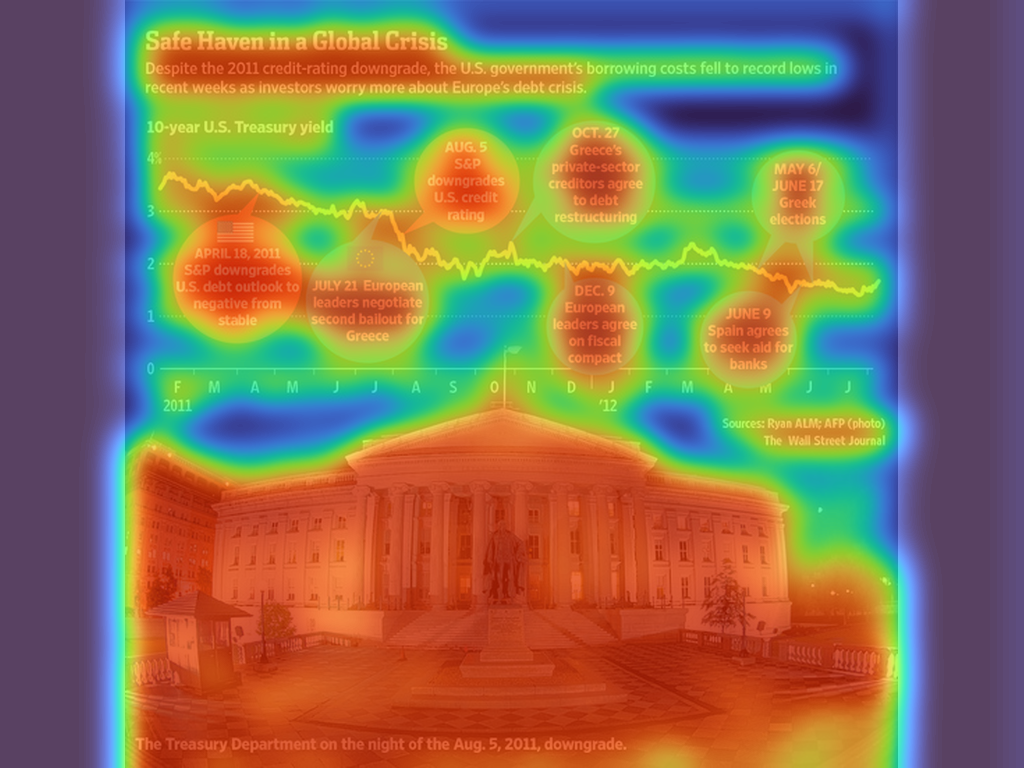 Safe Haven in a Global Crisis
Despite the 2011 credit-rating downgrade, the U.S. government's borrowing costs fell to record lows in
recent weeks as investors worry more about Europe's debt crisis.
10-year U.S. Treasury yield
4%
3
2
1
0
APRIL 18, 2011
S&P downgrades
U.S. debt outlook to
negative from
stable
JULY 21 European
leaders negotiate
second bailout for
Greece
AUG. 5
S&P
downgrades
U.S. credit
rating
OCT. 27
Greece's
private-sector
creditors agree
to debt
restructuring
DEC. 9
European
leaders agree
on fiscal
compact
MAY 6/
JUNE 17
Greek
elections
JUNE 9
Spain agrees
to seek aid for
banks
F M A M J J A S O N D J F M A M J J
2011 '12
Sources: Ryan ALM; AFP (photo)
The Wall Street Journal
The Treasury Department on the night of the Aug. 5, 2011, downgrade.